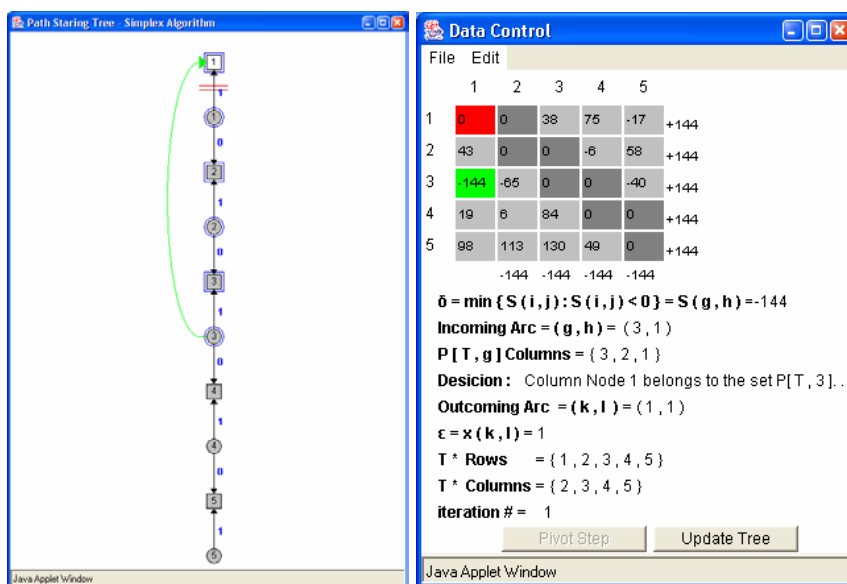 Path Staring Tree - Simplex Algorithm
1
1
1
0
2
1
2
0
3
1
3
0
4
1
4
0
5
1
5
Java Applet Window
Data Control
File Edit
1 2 3 4 5
1 0 0 38 75 -17 +144
2 43 0 0 -6 58 +144
3 -144 -65 0 0 -40 +144
4 19 6 84 0 0 +144
5 98 113 130 49 0 +144
-144 -144 -144 -144
δ = min { S ( i , j ) : S ( i , j ) < 0 } = S ( g , h ) = -144
Incoming Arc = ( g , h ) = ( 3 , 1 )
P [ T , g ] Columns = { 3 , 2 , 1 }
Desicion : Column Node 1 belongs to the set P[ T , 3 ]. .
Outcoming Arc = ( k , l ) = ( 1 , 1 )
ε = x ( k , l ) = 1
T * Rows = { 1 , 2 , 3 , 4 , 5 }
T * Columns = { 2 , 3 , 4 , 5 }
iteration # = 1
Pivot Step Update Tree
Java Applet Window